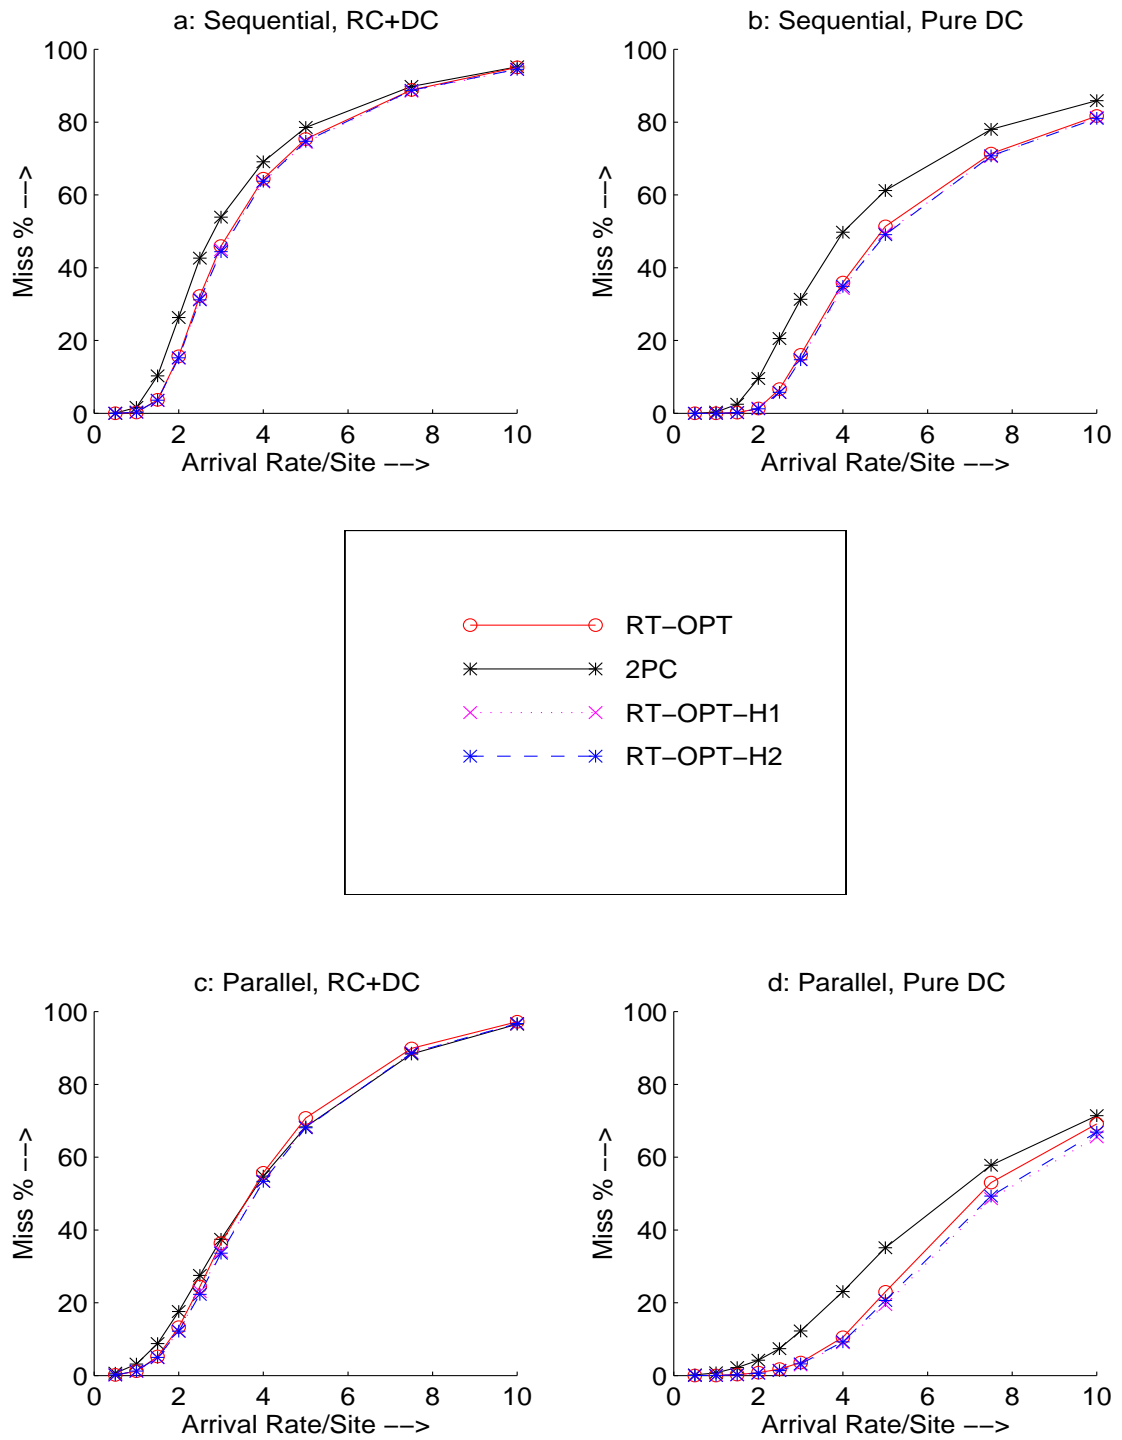 a: Sequential, RC+DC
100
80
60
40
20
0
Miss % −−>
0 2 4 6 8 10
Arrival Rate/Site −−>
b: Sequential, Pure DC
100
80
60
40
20
0
Miss % −−>
0 2 4 6 8 10
Arrival Rate/Site −−>
RT−OPT
2PC
RT−OPT−H1
RT−OPT−H2
c: Parallel, RC+DC
100
80
60
40
20
0
Miss % −−>
0 2 4 6 8 10
Arrival Rate/Site −−>
d: Parallel, Pure DC
100
80
60
40
20
0
Miss % −−>
0 2 4 6 8 10
Arrival Rate/Site −−>